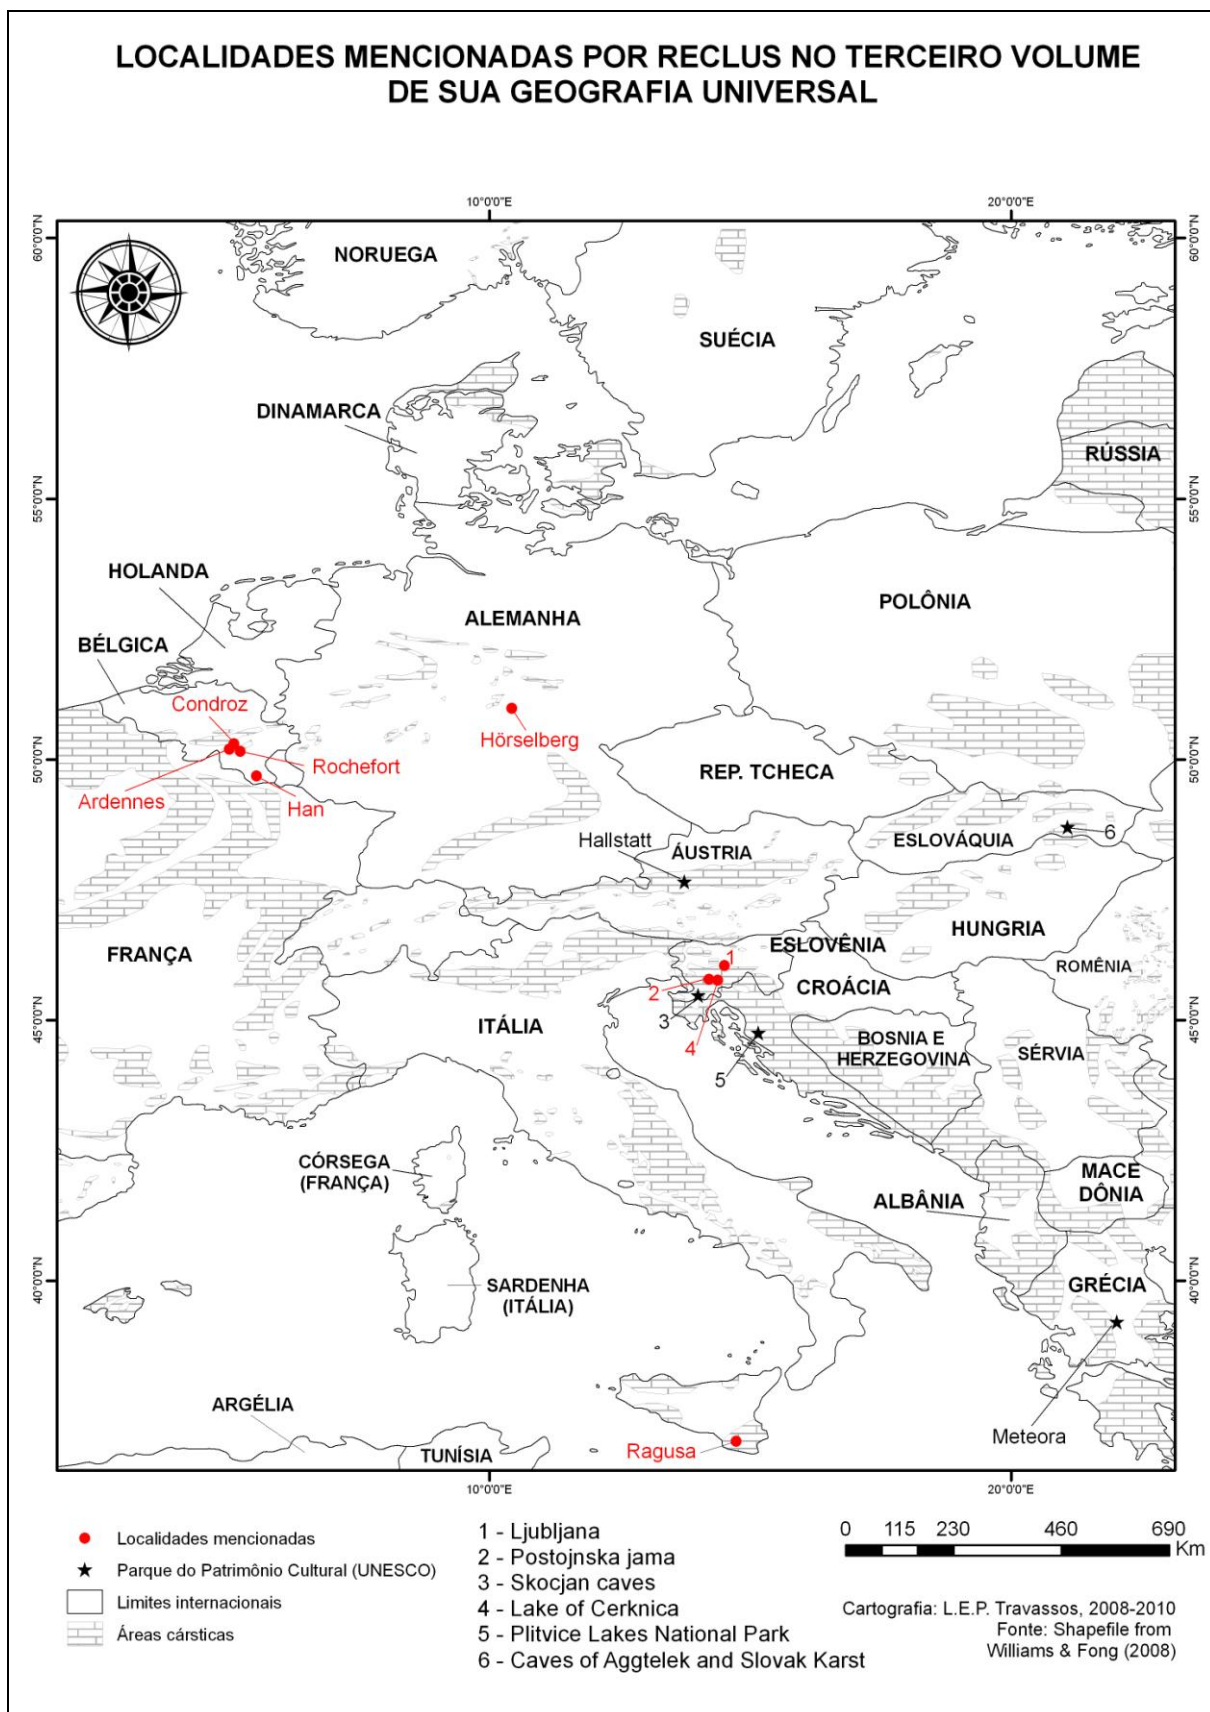 LOCALIDADES MENCIONADAS POR RECLUS NO TERCEIRO VOLUME
DE SUA GEOGRAFIA UNIVERSAL
10°0'0"E
20°0'0"E
60°0'0"N
60°0'0"N
NORUEGA
SUÉCIA
DINAMARCA
RÚSSIA
55°0'0"N
55°0'0"N
HOLANDA
POLÔNIA
ALEMANHA
BÉLGICA
Condroz
Hörselberg
50°0'0"N
50°0'0"N
Rochefort
REP. TCHECA
Ardennes
Han
Hallstatt
ÁUSTRIA
ESLOVÁQUIA
6
HUNGRIA
ESLOVÊNIA
FRANÇA
1
ROMÊNIA
2
CROÁCIA
3
ITÁLIA
45°0'0"N
45°0'0"N
4
BOSNIA E
HERZEGOVINA
SÉRVIA
5
CÓRSEGA
(FRANÇA)
MACE
DÔNIA
ALBÂNIA
40°0'0"N
40°0'0"N
SARDENHA
(ITÁLIA)
GRÉCIA
ARGÉLIA
TUNÍSIA
Ragusa
Meteora
10°0'0"E
20°0'0"E
Localidades mencionadas
Parque do Patrimônio Cultural (UNESCO)
Limites internacionais
Áreas cársticas
1 - Ljubljana
2 - Postojnska jama
3 - Skocjan caves
4 - Lake of Cerknica
5 - Plitvice Lakes National Park
6 - Caves of Aggtelek and Slovak Karst
0 115 230 460 690
Km
Cartografia: L.E.P. Travassos, 2008-2010
Fonte: Shapefile from
Williams & Fong (2008)